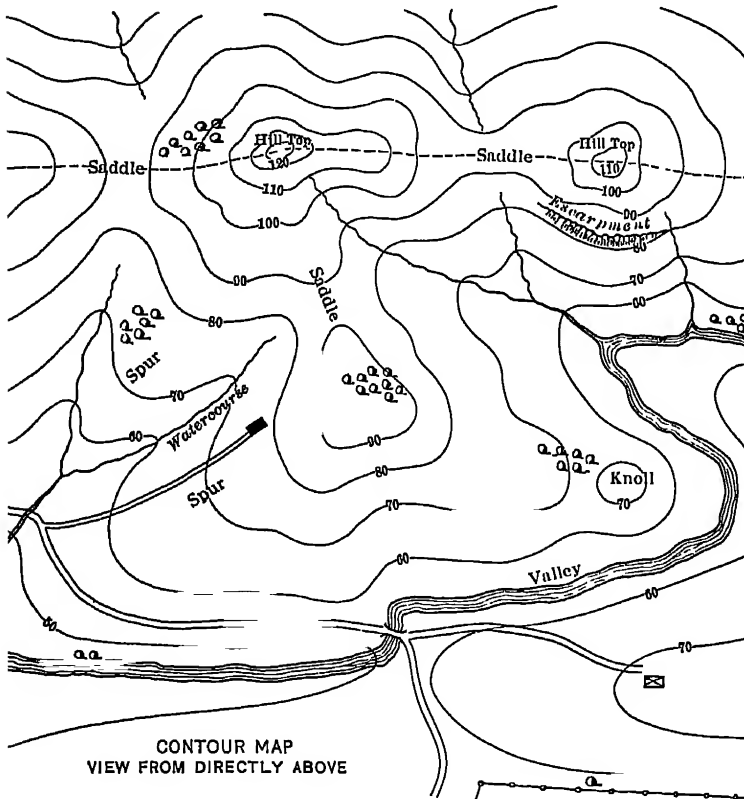 Hill Top
120
110
100
Hill Top
110
100
90
Saddle
Saddle
Escarpment
80
70
60
90
Saddle
80
Spur
70
60
Watercourse
Spur
90
80
70
60
Knoll
70
Valley
60
50
70
CONTOUR MAP
VIEW FROM DIRECTLY ABOVE